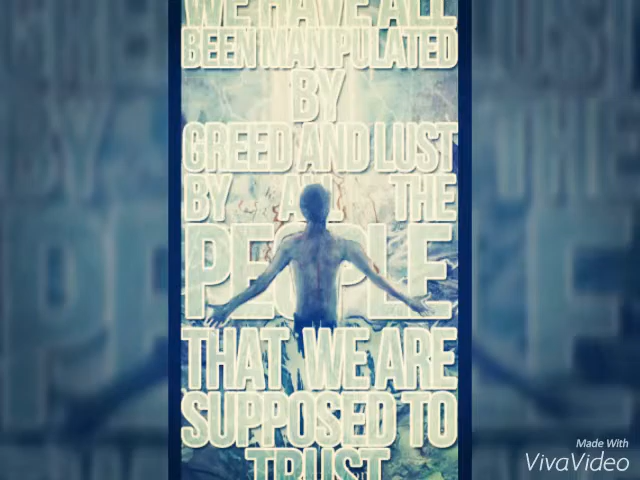 WE HAVE ALL
BEEN MANIPULATED
BY
GREED AND LUST
BY ALL THE
PEOPLE
THAT WE ARE
SUPPOSED TO
TRUST
Made With
VivaVideo